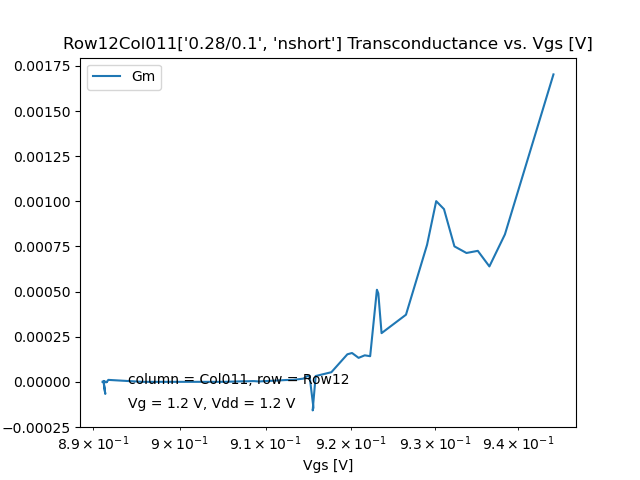 Row12Col011['0.28/0.1', 'nshort'] Transconductance vs. Vgs [V]
Gm
0.00175
0.00150
0.00125
0.00100
0.00075
0.00050
0.00025
0.00000
−0.00025
column = Col011, row = Row12
Vg = 1.2 V, Vdd = 1.2 V
8.9 × 10⁻¹ 9 × 10⁻¹ 9.1 × 10⁻¹ 9.2 × 10⁻¹ 9.3 × 10⁻¹ 9.4 × 10⁻¹
Vgs [V]